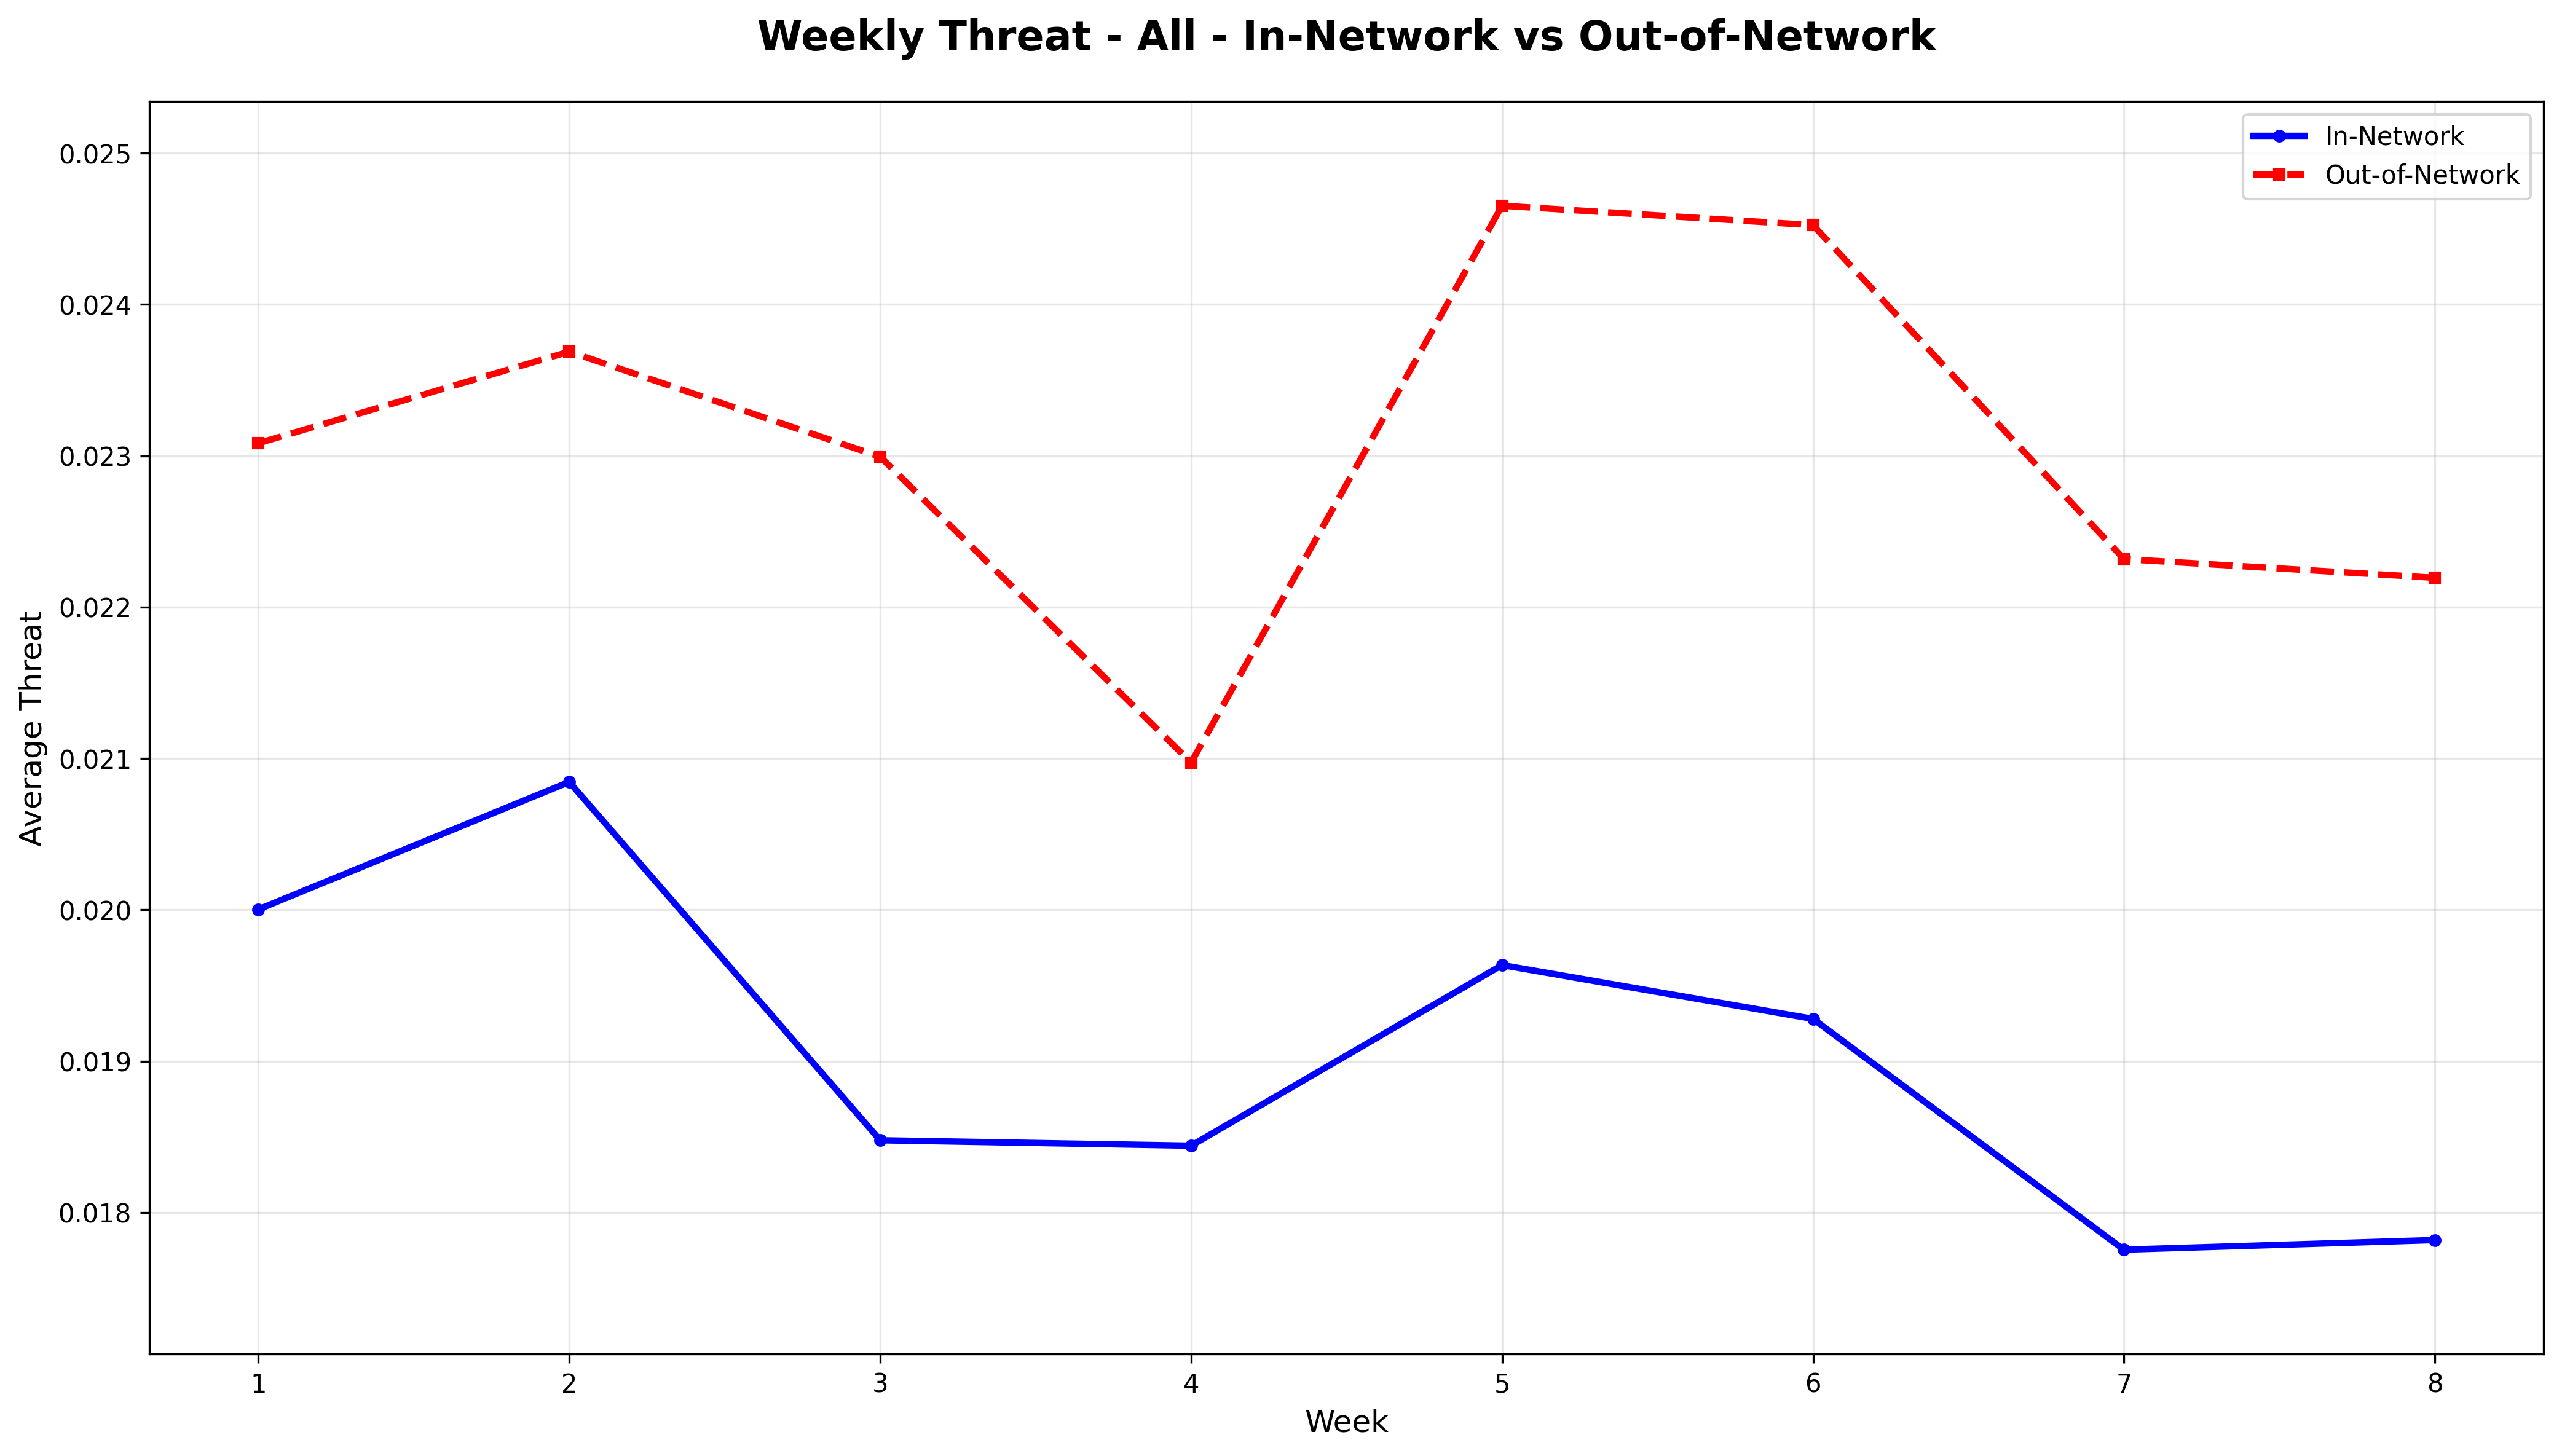 Weekly Threat - All - In-Network vs Out-of-Network
In-Network
Out-of-Network
Average Threat
0.025
0.024
0.023
0.022
0.021
0.020
0.019
0.018
1 2 3 4 5 6 7 8
Week